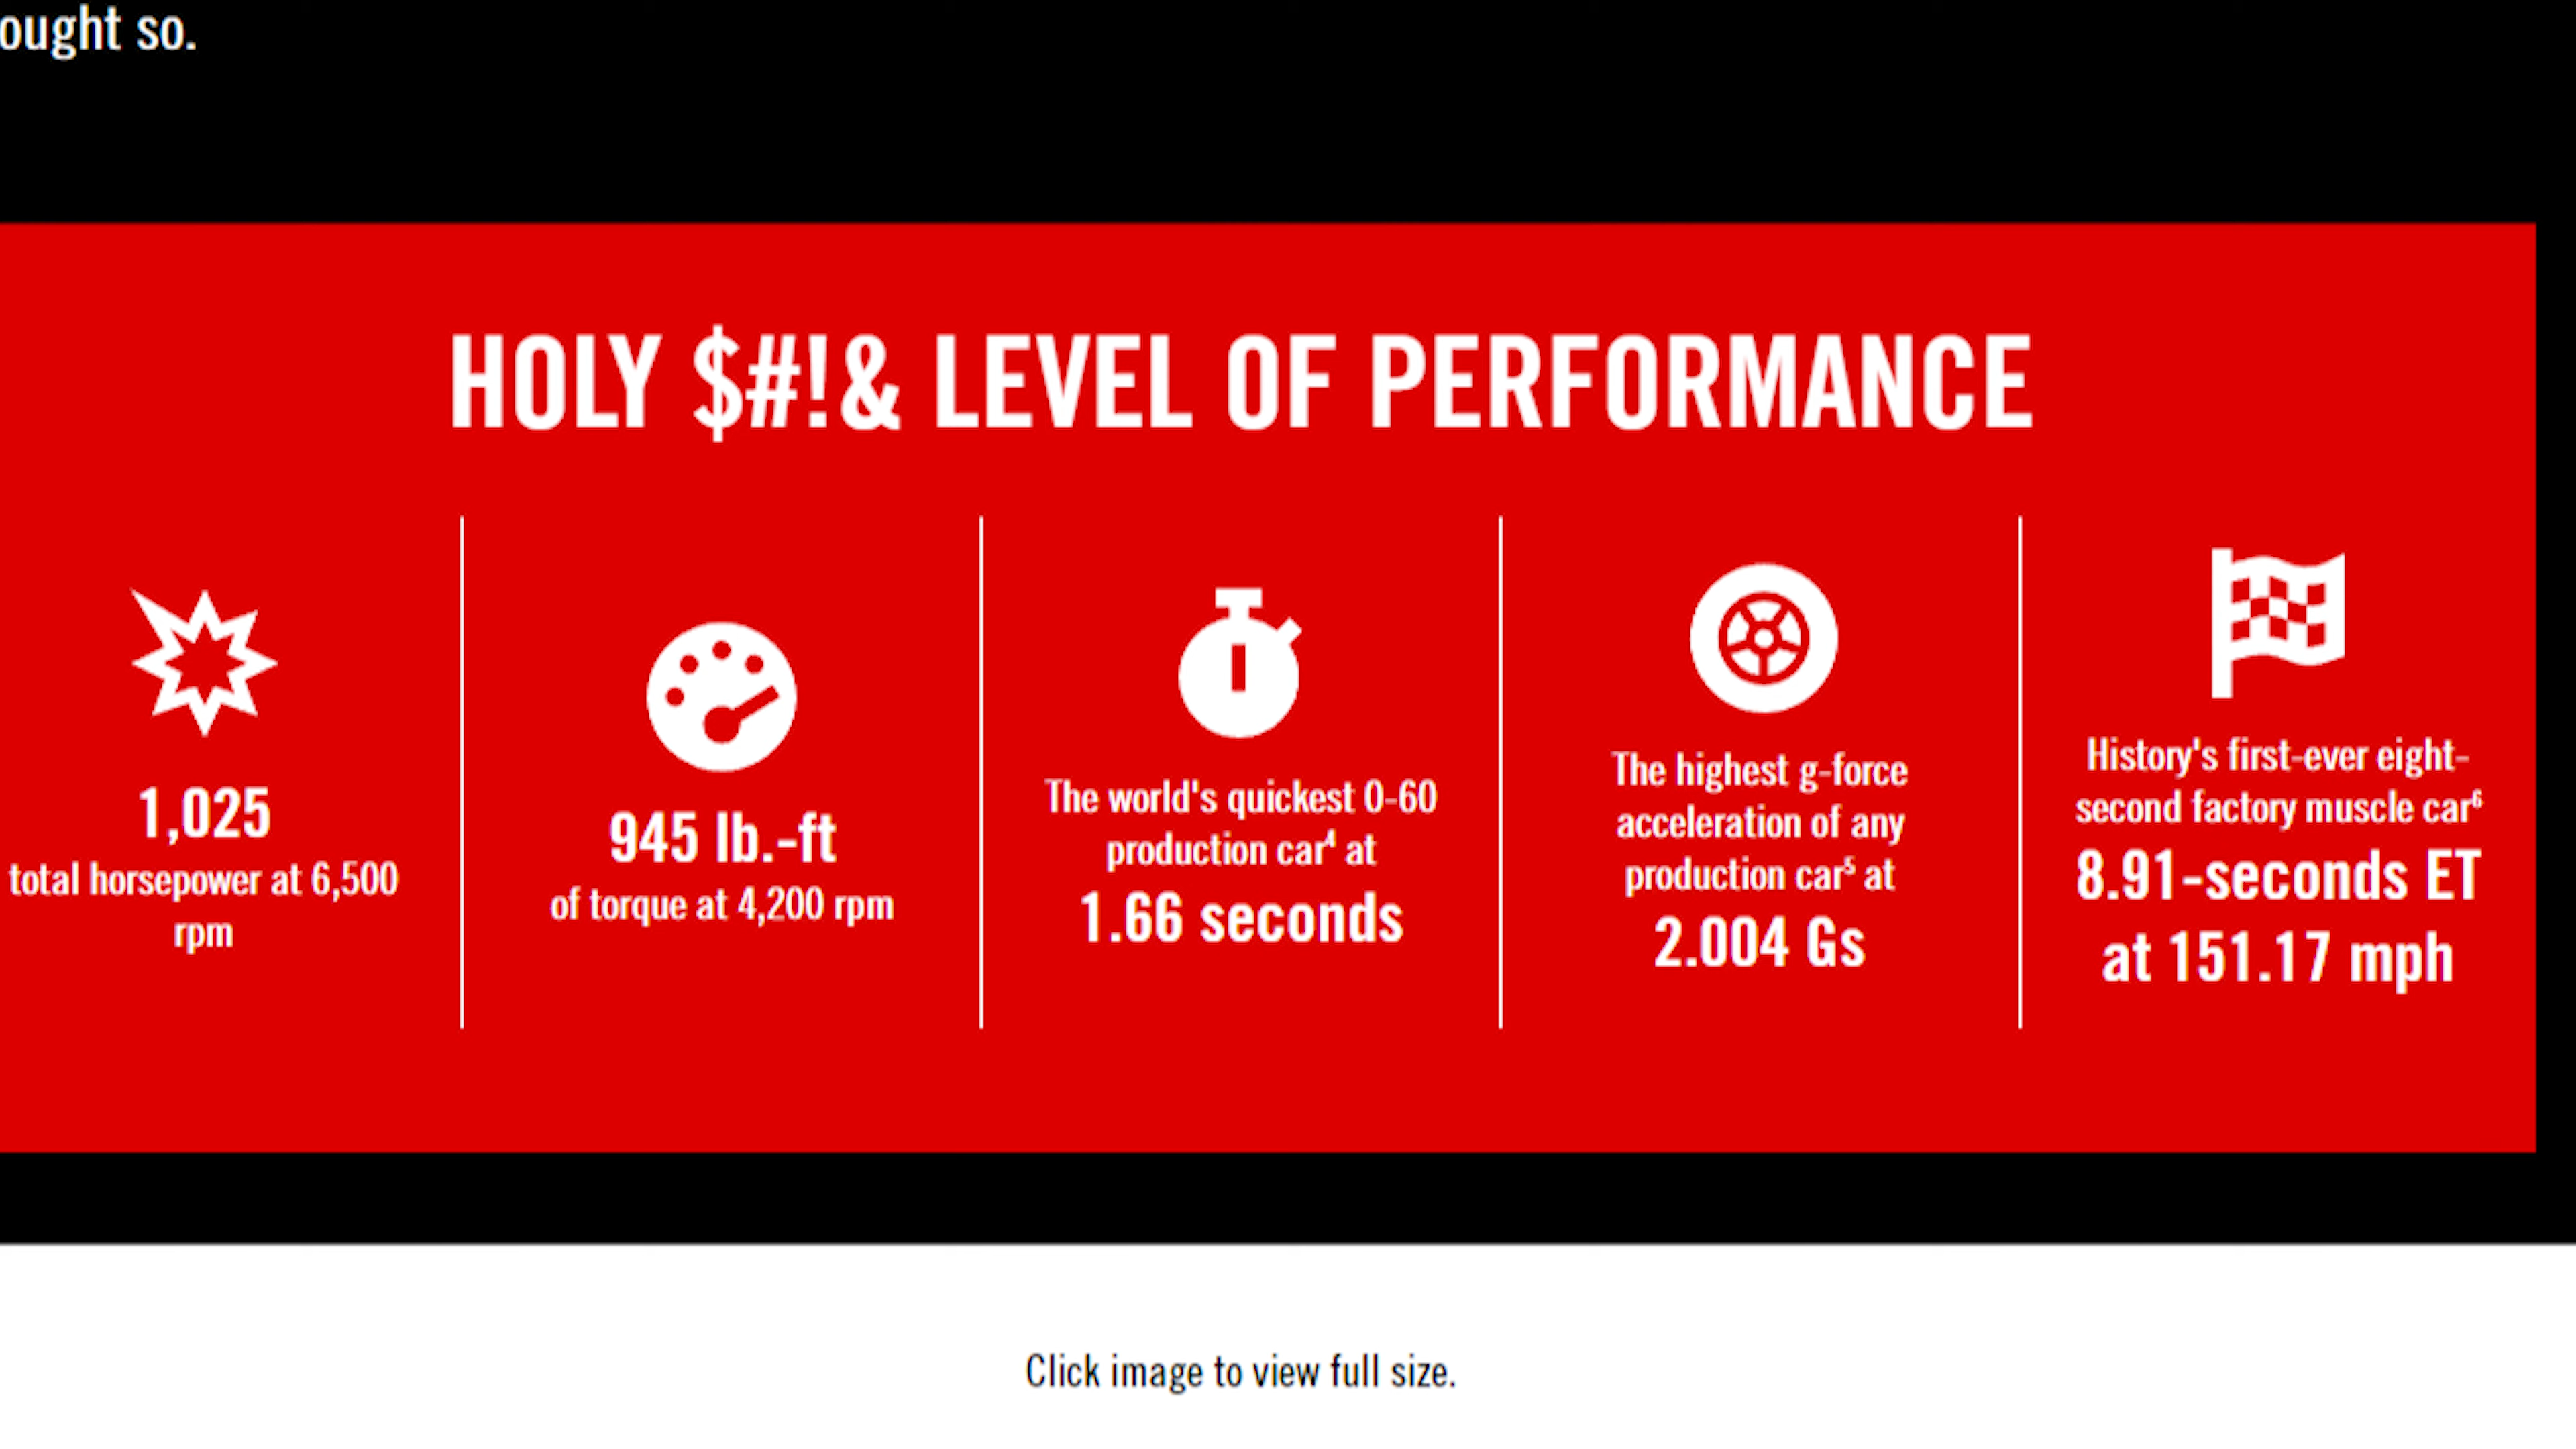 ought so.
HOLY $#!& LEVEL OF PERFORMANCE
1,025
total horsepower at 6,500
rpm
945 lb.-ft
of torque at 4,200 rpm
The world's quickest 0-60
production car⁴ at
1.66 seconds
The highest g-force
acceleration of any
production car⁵ at
2.004 Gs
History's first-ever eight-
second factory muscle car⁶
8.91-seconds ET
at 151.17 mph
Click image to view full size.